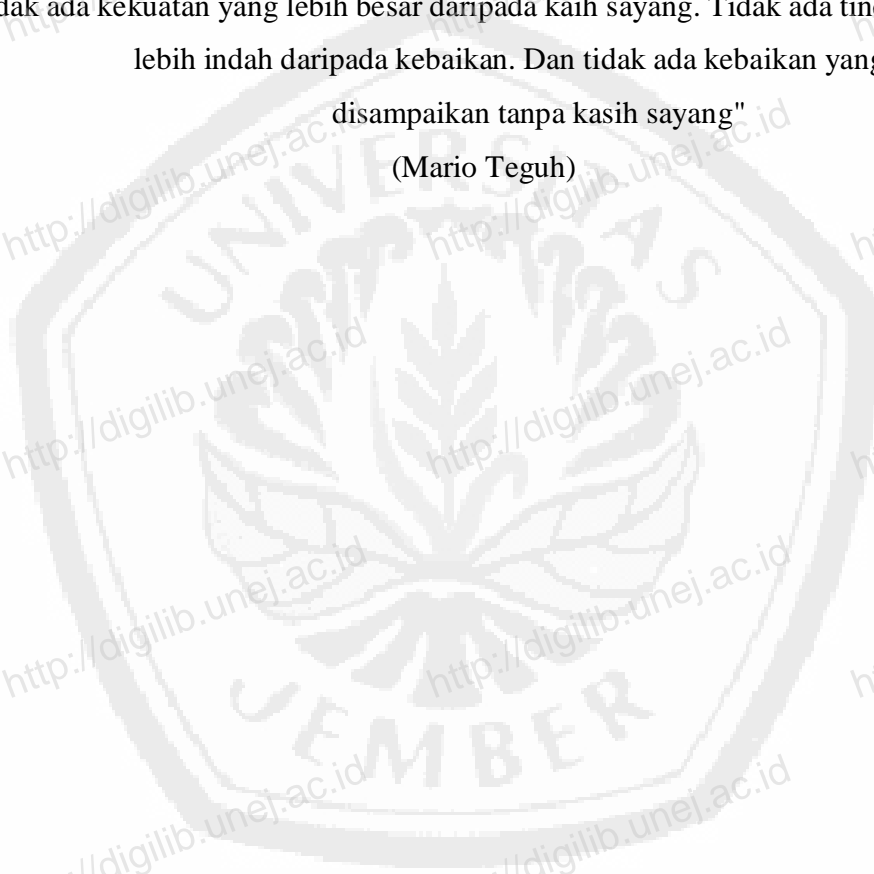 dak ada kekuatan yang lebih besar daripada kaih sayang. Tidak ada tin
lebih indah daripada kebaikan. Dan tidak ada kebaikan yang
disampaikan tanpa kasih sayang"
(Mario Teguh)
UNIVERSITAS
JEMBER
http://digilib.unej.ac.id
http://digilib.unej.ac.id
http://digilib.unej.ac.id
http://digilib.unej.ac.id
http://digilib.unej.ac.id
http://digilib.unej.ac.id
http://digilib.unej.ac.id
http://digilib.unej.ac.id